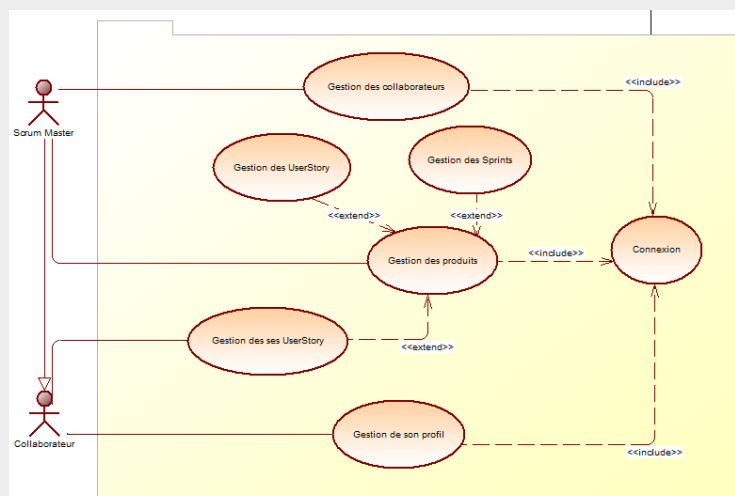 Gestion des collaborateurs
<<include>>
Scrum Master
Gestion des UserStory
Gestion des Sprints
<<extend>>
<<extend>>
Gestion des produits
<<include>>
Connexion
Gestion des ses UserStory
<<extend>>
Gestion de son profil
Collaborateur
<<include>>